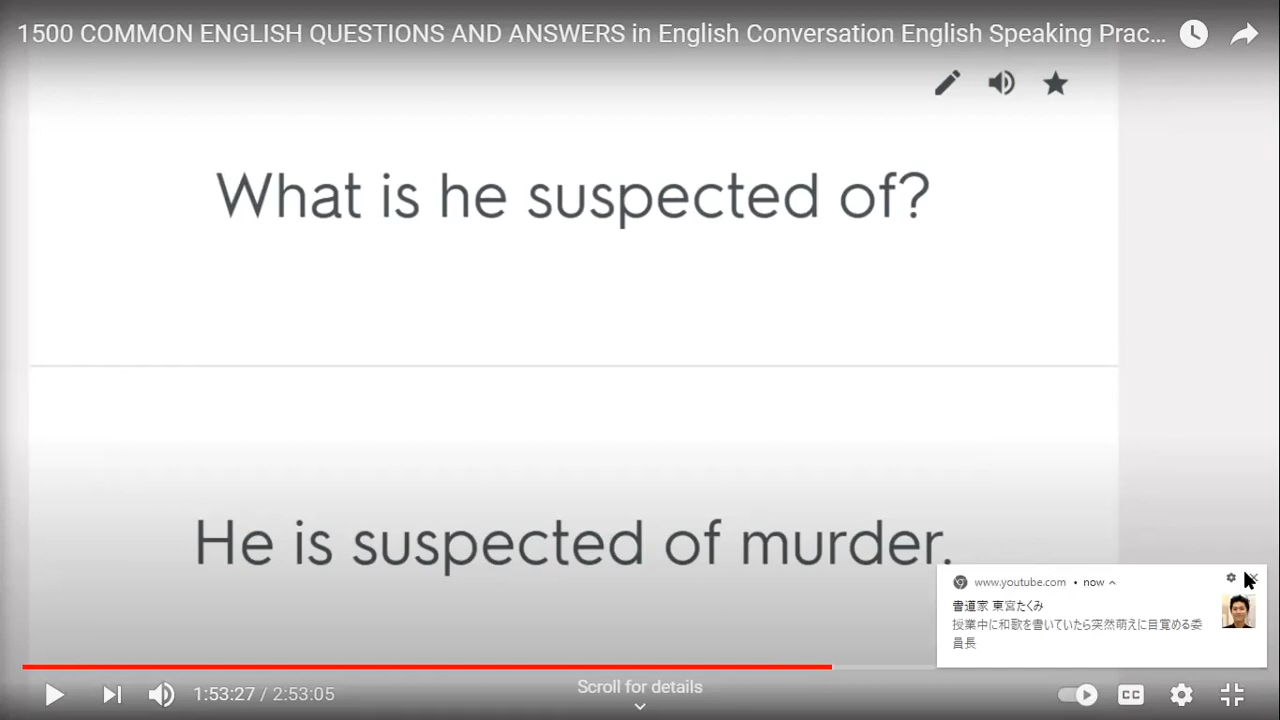 1500 COMMON ENGLISH QUESTIONS AND ANSWERS in English Conversation English Speaking Prac...
What is he suspected of?
He is suspected of murder.
www.youtube.com • now
書道家 東宮たくみ
授業中に和歌を書いていたら突然萌えに目覚める委
員長
1:53:27 / 2:53:05
Scroll for details
CC